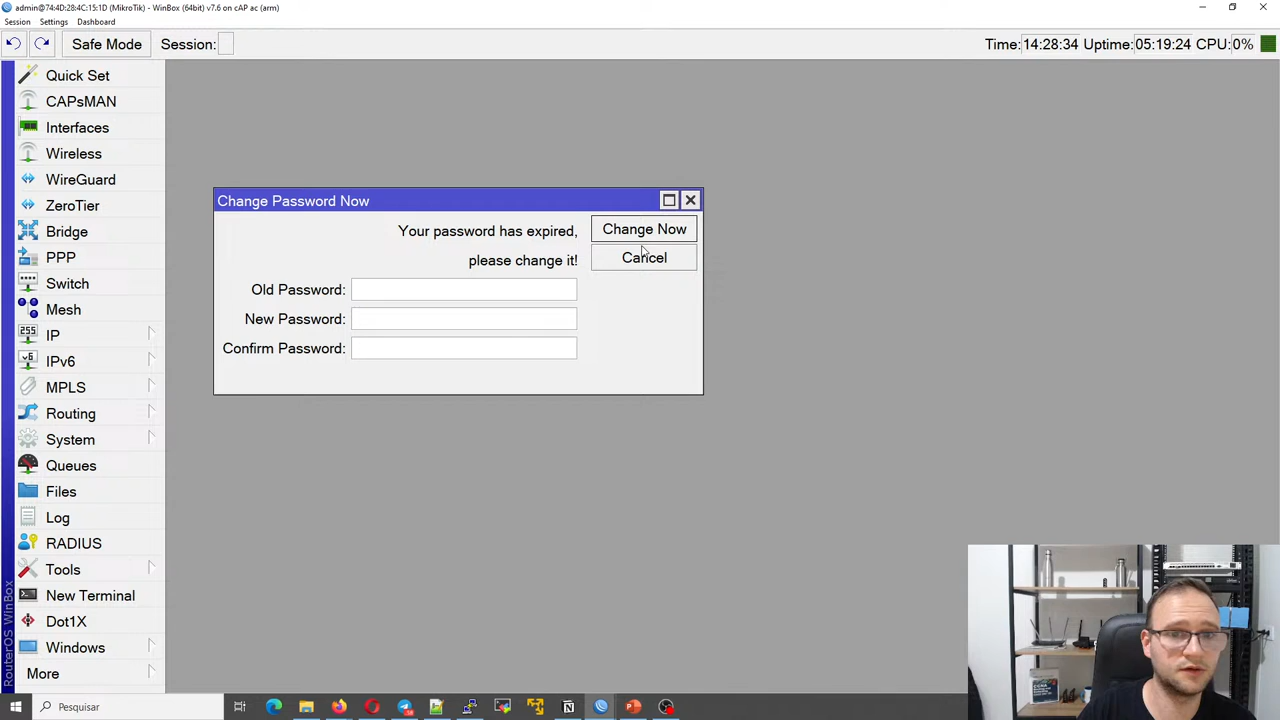 admin@74:4D:28:4C:15:1D (MikroTik) - WinBox (64bit) v7.6 on cAP ac (arm)
Session Settings Dashboard
Safe Mode Session: Time: 14:28:34 Uptime: 05:19:24 CPU: 0%
Quick Set
CAPsMAN
Interfaces
Wireless
WireGuard
ZeroTier
Bridge
PPP
Switch
Mesh
IP
IPv6
MPLS
Routing
System
Queues
Files
Log
RADIUS
Tools
New Terminal
Dot1X
Windows
More
RouterOS WinBox
Change Password Now
Your password has expired,
please change it!
Change Now
Cancel
Old Password:
New Password:
Confirm Password:
255
v6
CCNA
Pesquisar